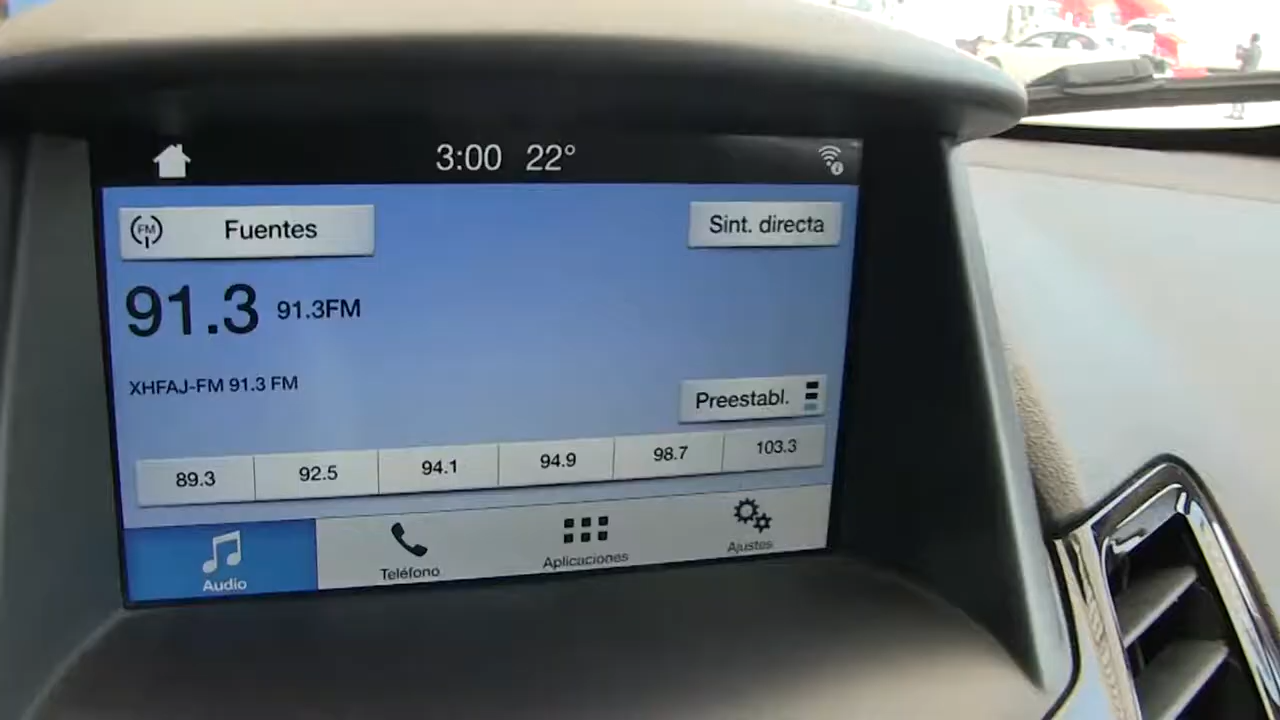 3:00 22°
FM Fuentes
Sint. directa
91.3 91.3FM
XHFAJ-FM 91.3 FM
Preestabl.
89.3 92.5 94.1 94.9 98.7 103.3
Audio Teléfono Aplicaciones Ajustes